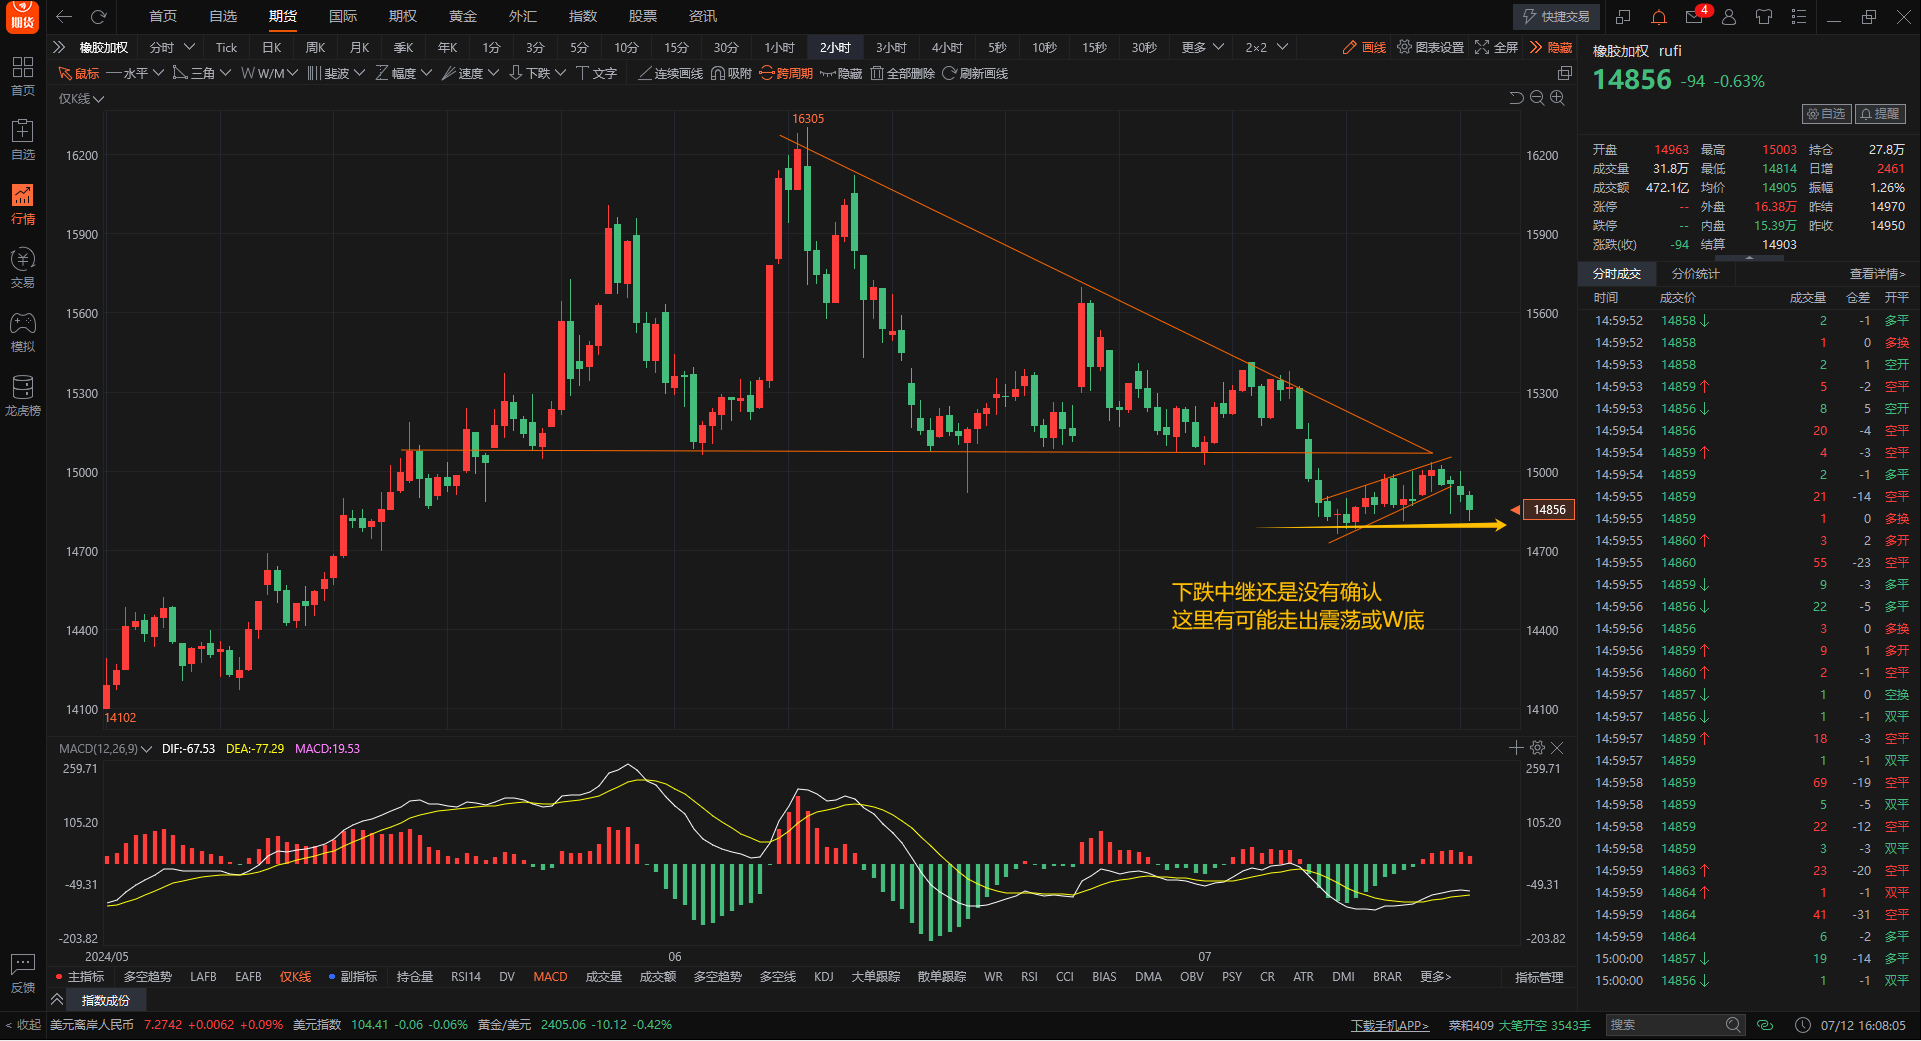 期货
首页 自选 期货 国际 期权 黄金 外汇 指数 股票 资讯 快捷交易 4
橡胶加权 分时 Tick 日K 周K 月K 季K 年K 1分 3分 5分 10分 15分 30分 1小时 2小时 3小时 4小时 5秒 10秒 15秒 30秒 更多 2×2 画线 图表设置 全屏 隐藏
鼠标 水平 三角 W/M 斐波 幅度 速度 下跌 文字 连续画线 吸附 跨周期 隐藏 全部删除 刷新画线
仅K线
首页
自选
行情
交易
模拟
龙虎榜
反馈
16305
16200 16200
15900 15900
15600 15600
15300 15300
15000 15000
14856
14700 14700
下跌中继还是没有确认
这里有可能走出震荡或W底
14400 14400
14100 14100
14102
MACD(12,26,9) DIF:-67.53 DEA:-77.29 MACD:19.53
259.71 259.71
105.20 105.20
-49.31 -49.31
-203.82 -203.82
2024/05 06 07
主指标 多空趋势 LAFB EAFB 仅K线 副指标 持仓量 RSI14 DV MACD 成交量 成交额 多空趋势 多空线 KDJ 大单跟踪 散单跟踪 WR RSI CCI BIAS DMA OBV PSY CR ATR DMI BRAR 更多> 指标管理
指数成份
橡胶加权 rufi
14856 -94 -0.63%
自选 提醒
开盘 14963 最高 15003 持仓 27.8万
成交量 31.8万 最低 14814 日增 2461
成交额 472.1亿 均价 14905 振幅 1.26%
涨停 -- 外盘 16.38万 昨结 14970
跌停 -- 内盘 15.39万 昨收 14950
涨跌(收) -94 结算 14903
分时成交 分价统计 查看详情>
时间 成交价 成交量 仓差 开平
14:59:52 14858↓ 2 -1 多平
14:59:52 14858 1 0 多换
14:59:53 14858 2 1 空开
14:59:53 14859↑ 5 -2 空平
14:59:53 14856↓ 8 5 空开
14:59:54 14856 20 -4 空平
14:59:54 14859↑ 4 -3 空平
14:59:54 14859 2 -1 多平
14:59:55 14859 21 -14 空平
14:59:55 14859 1 0 多换
14:59:55 14860↑ 3 2 多开
14:59:55 14860 55 -23 空平
14:59:55 14859↓ 9 -3 多平
14:59:56 14856↓ 22 -5 多平
14:59:56 14856 3 0 多换
14:59:56 14859↑ 9 1 多开
14:59:56 14860↑ 2 -1 空平
14:59:57 14857↓ 1 0 空换
14:59:57 14856↓ 1 -1 双平
14:59:57 14859↑ 18 -3 空平
14:59:57 14859 1 -1 双平
14:59:58 14859 69 -19 空平
14:59:58 14859 5 -5 双平
14:59:58 14859 22 -12 空平
14:59:58 14859 3 -3 双平
14:59:59 14863↑ 23 -20 空平
14:59:59 14864↑ 1 -1 双平
14:59:59 14864 41 -31 空平
14:59:59 14864 6 -2 多平
15:00:00 14857↓ 19 -14 多平
15:00:00 14856↓ 1 -1 双平
< 收起 美元离岸人民币 7.2742 +0.0062 +0.09% 美元指数 104.41 -0.06 -0.06% 黄金/美元 2405.06 -10.12 -0.42% 下载手机APP> 菜粕409 大笔开空 3543手 搜索 07/12 16:08:05